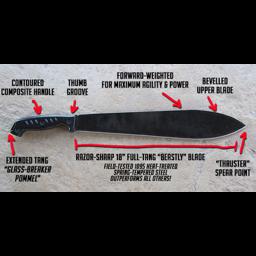 FORWARD-WEIGHTED
FOR MAXIMUM AGILITY & POWER
BEVELLED
UPPER BLADE
CONTOURED
COMPOSITE HANDLE
THUMB
GROOVE
EXTENDED TANG
"GLASS-BREAKER
POMMEL"
RAZOR-SHARP 18" FULL-TANG "BEASTLY" BLADE
FIELD-TESTED 1095 HEAT-TREATED
SPRING-TEMPERED STEEL
OUTPERFORMS ALL OTHERS!
"THRUSTER"
SPEAR POINT